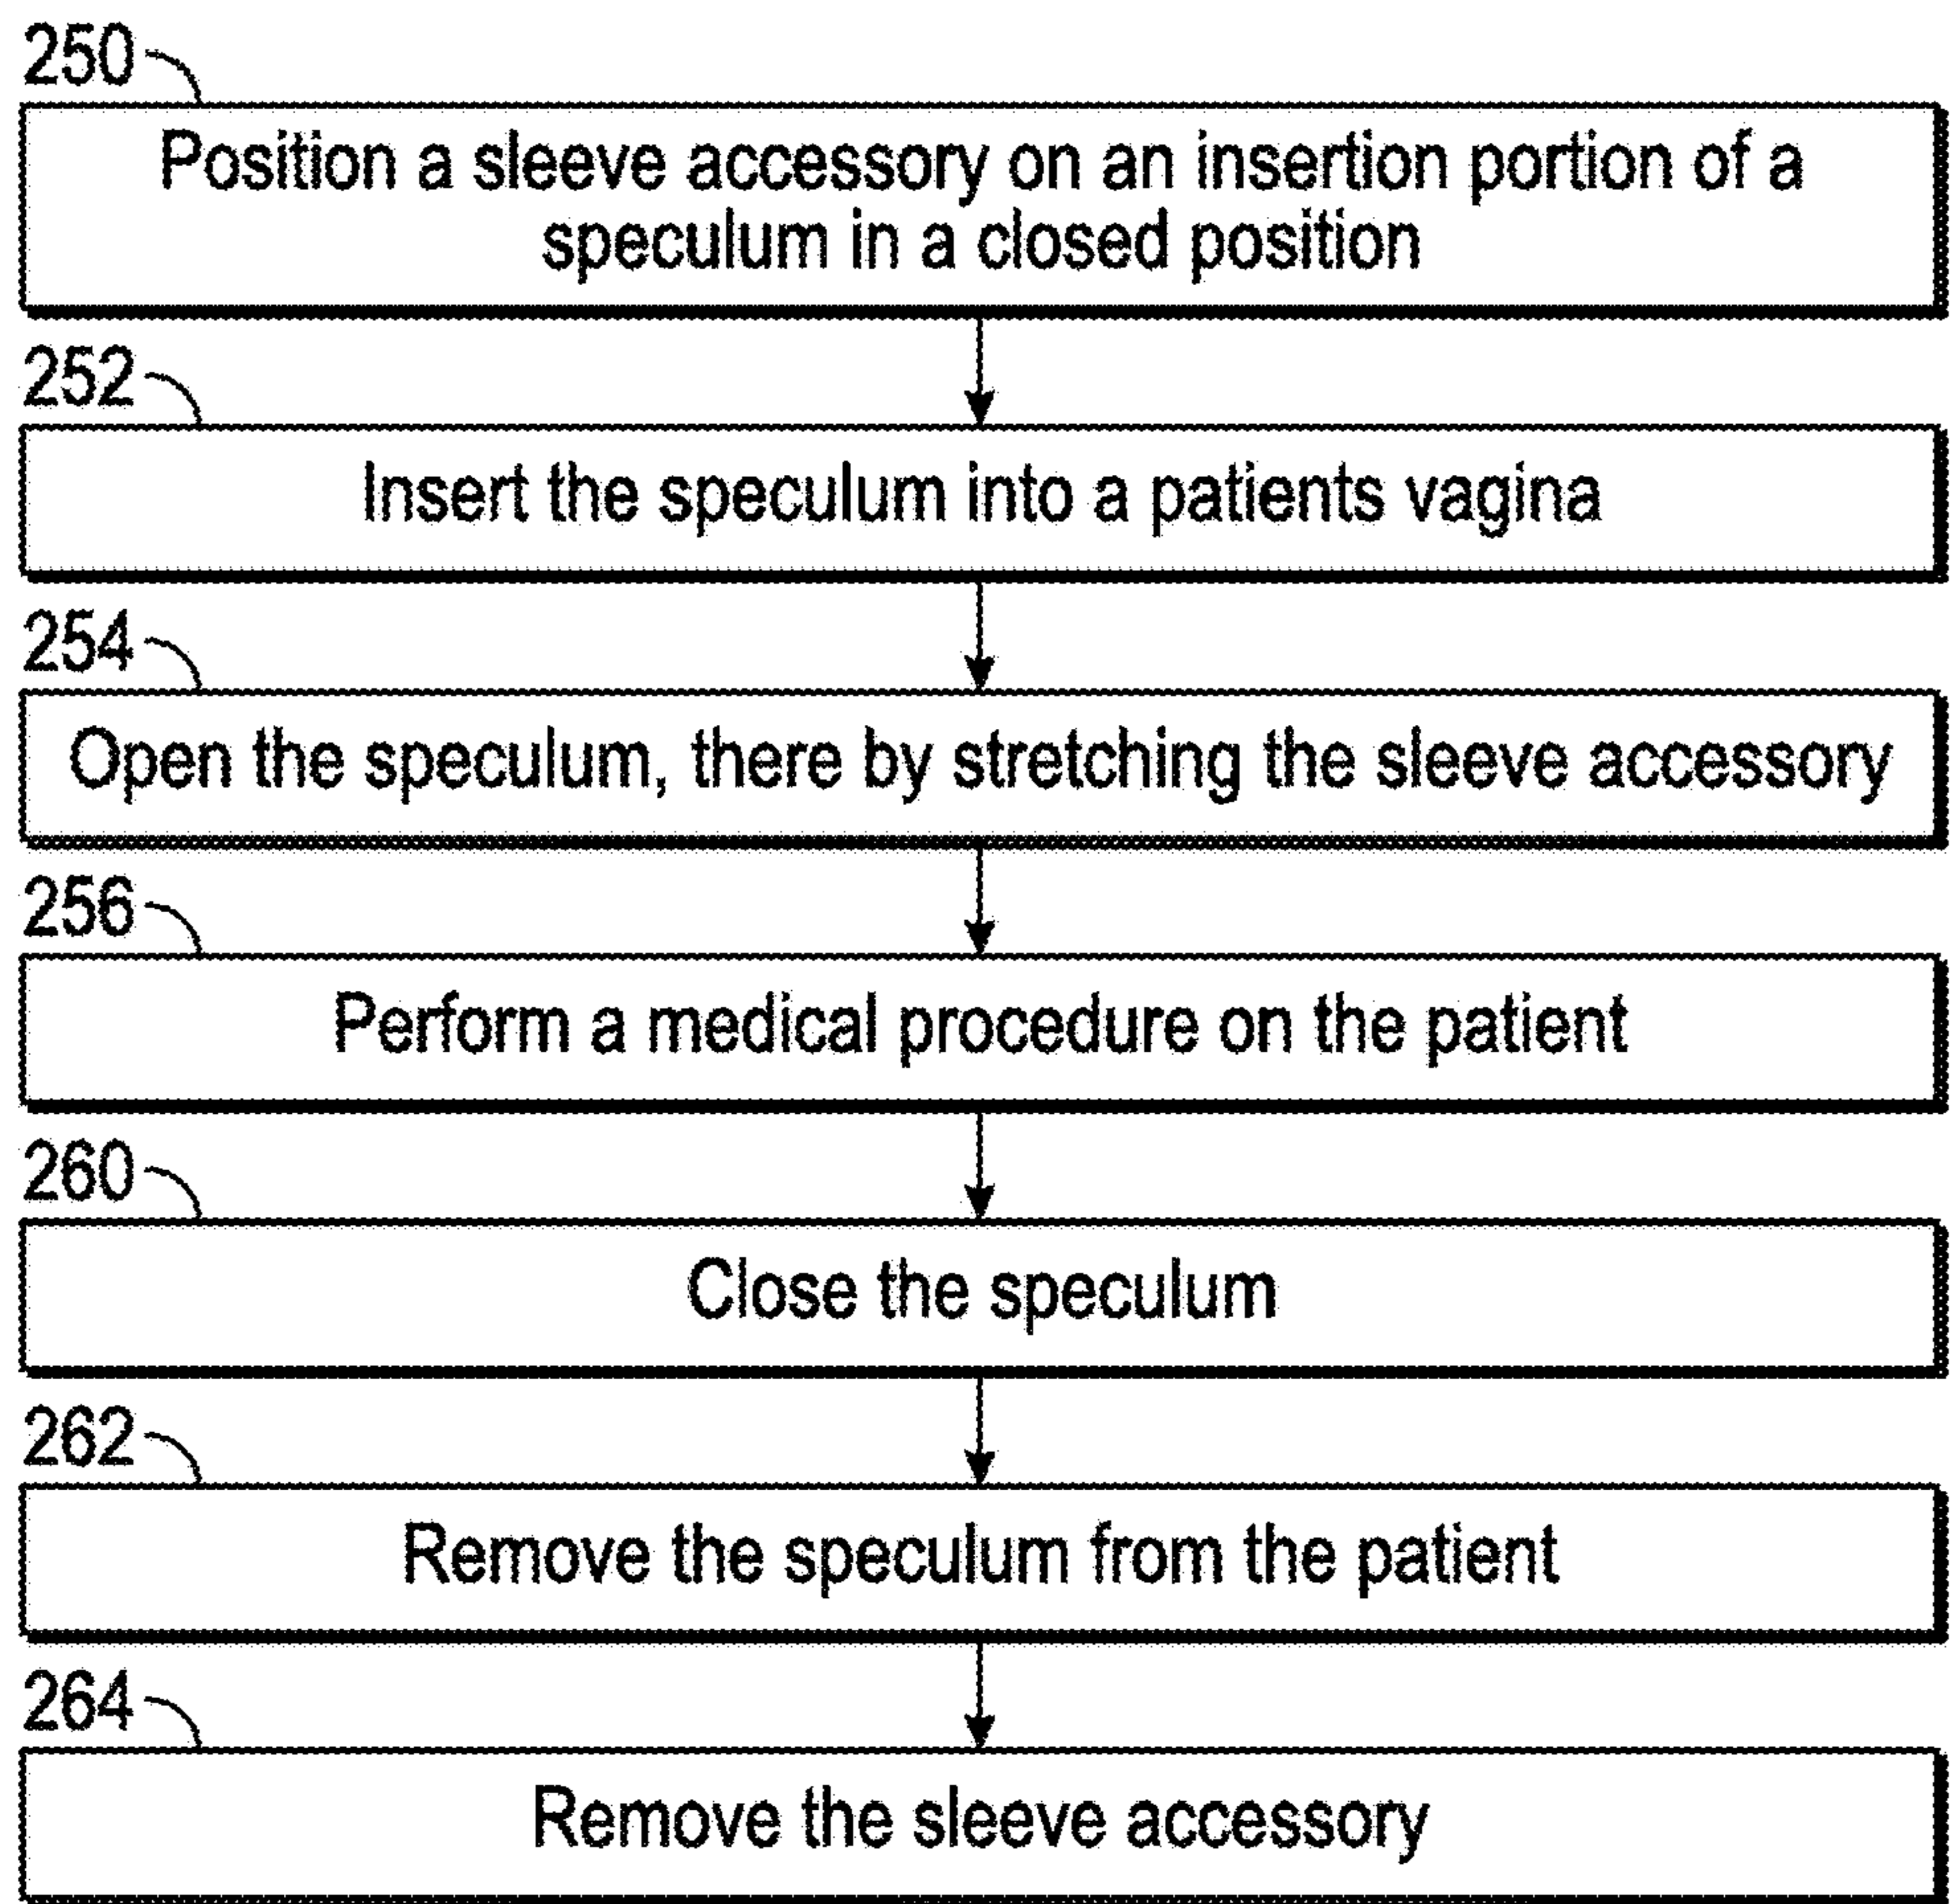 250
Position a sleeve accessory on an insertion portion of a
speculum in a closed position
252
Insert the speculum into a patients vagina
254
Open the speculum, there by stretching the sleeve accessory
256
Perform a medical procedure on the patient
260
Close the speculum
262
Remove the speculum from the patient
264
Remove the sleeve accessory